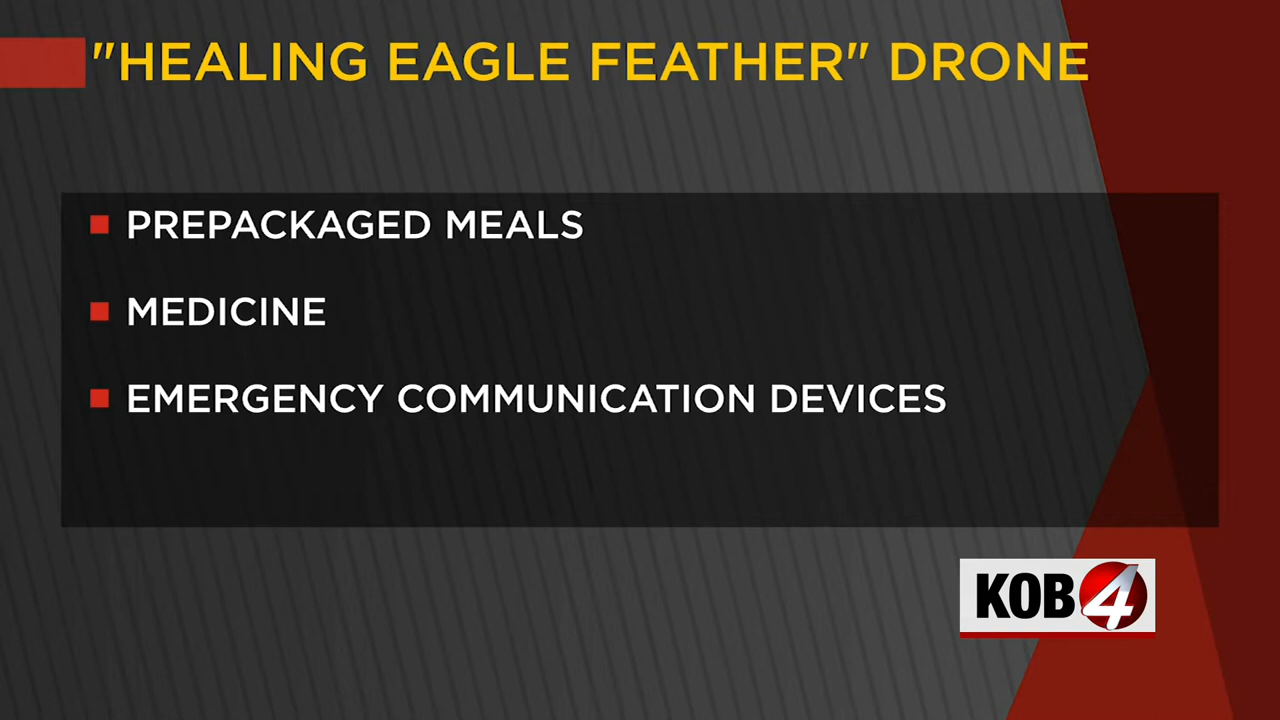 "HEALING EAGLE FEATHER" DRONE
PREPACKAGED MEALS
MEDICINE
EMERGENCY COMMUNICATION DEVICES
KOB 4